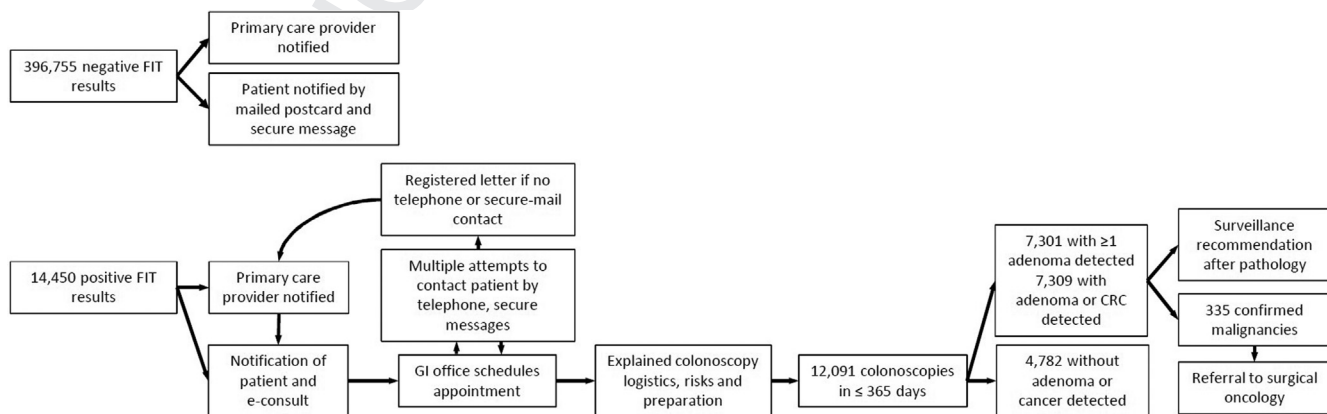 396,755 negative FIT
results
Primary care provider
notified
Patient notified by
mailed postcard and
secure message
14,450 positive FIT
results
Primary care
provider notified
Notification of
patient and
e-consult
Registered letter if no
telephone or secure-mail
contact
Multiple attempts to
contact patient by
telephone, secure
messages
GI office schedules
appointment
Explained colonoscopy
logistics, risks and
preparation
12,091 colonoscopies
in ≤ 365 days
7,301 with ≥1
adenoma detected
7,309 with
adenoma or CRC
detected
4,782 without
adenoma or
cancer detected
Surveillance
recommendation
after pathology
335 confirmed
malignancies
Referral to surgical
oncology